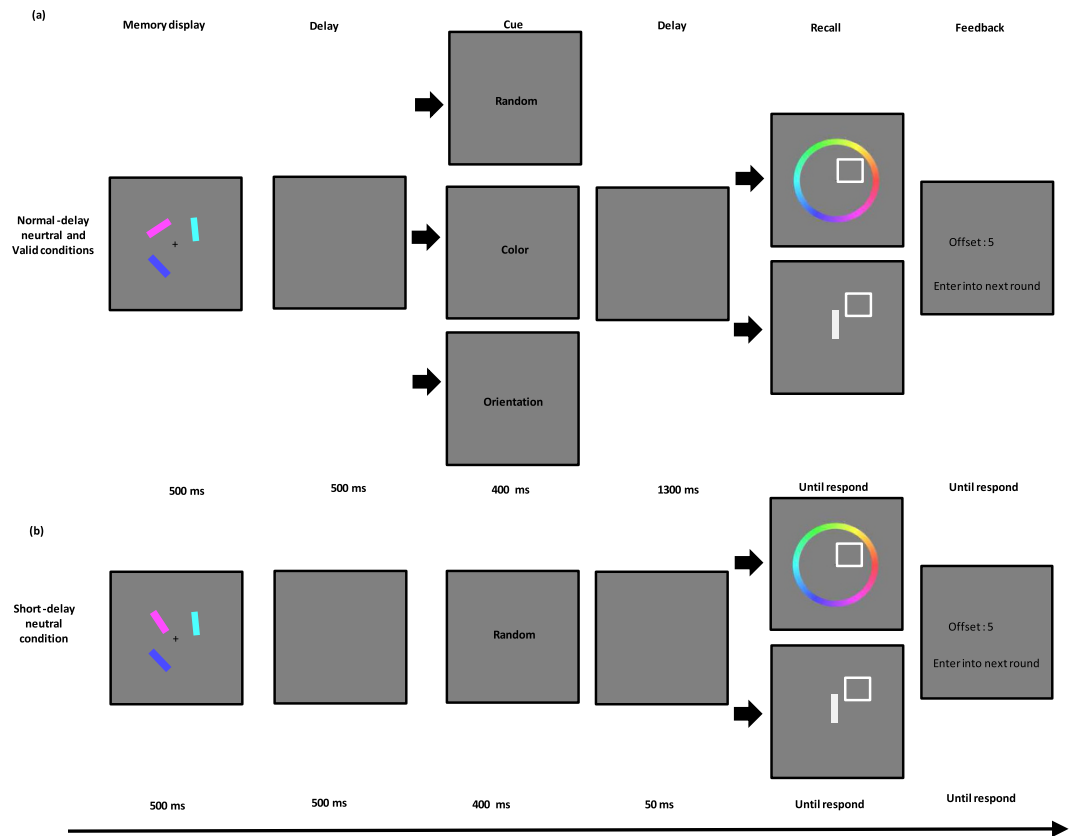 (a)
Memory display
Delay
Cue
Delay
Recall
Feedback
Random
Normal-delay
neurtral and
Valid conditions
+
Color
Offset : 5
Enter into next round
Orientation
500 ms
500 ms
400 ms
1300 ms
Until respond
Until respond
(b)
Short-delay
neutral
condition
+
Random
Offset : 5
Enter into next round
500 ms
500 ms
400 ms
50 ms
Until respond
Until respond